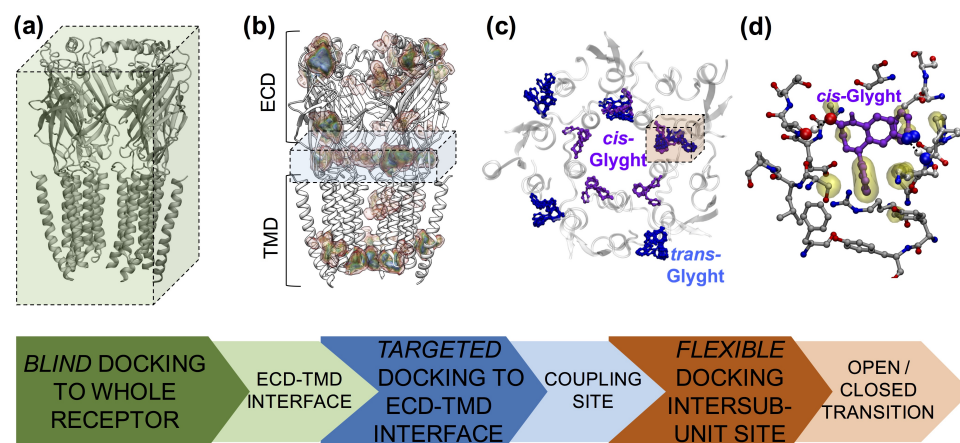 (a)
(b)
(c)
(d)
ECD
TMD
cis-
Glyght
trans-
Glyght
cis-Glyght
BLIND DOCKING
TO WHOLE
RECEPTOR
ECD-TMD
INTERFACE
TARGETED
DOCKING TO
ECD-TMD
INTERFACE
COUPLING
SITE
FLEXIBLE
DOCKING
INTERSUB-
UNIT SITE
OPEN /
CLOSED
TRANSITION